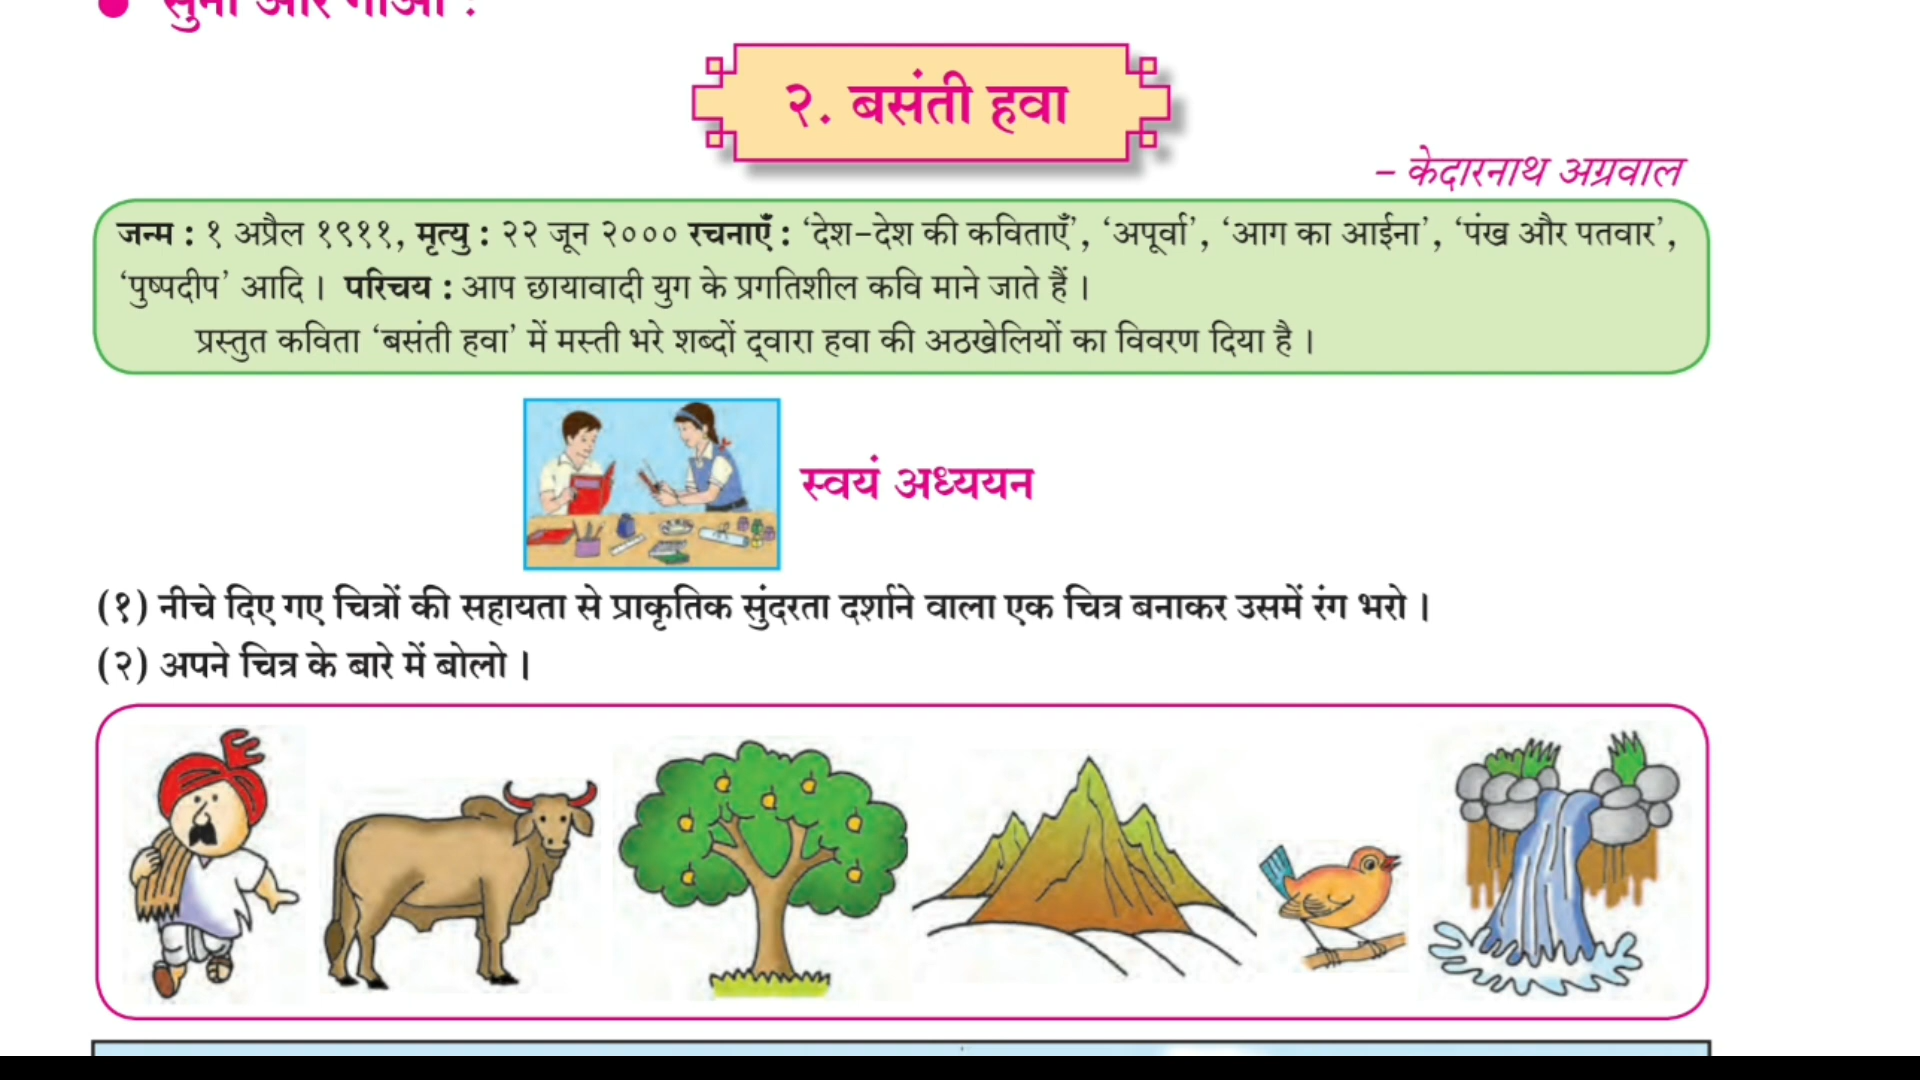 २. बसंती हवा
– केदारनाथ अग्रवाल
जन्म : १ अप्रैल १९११, मृत्यु : २२ जून २००० रचनाएँ : ‘देश-देश की कविताएँ’, ‘अपूर्वा’, ‘आग का आईना’, ‘पंख और पतवार’,
‘पुष्पदीप’ आदि । परिचय : आप छायावादी युग के प्रगतिशील कवि माने जाते हैं ।
प्रस्तुत कविता ‘बसंती हवा’ में मस्ती भरे शब्दों द्‌वारा हवा की अठखेलियों का विवरण दिया है ।
स्वयं अध्ययन
(१) नीचे दिए गए चित्रों की सहायता से प्राकृतिक सुंदरता दर्शाने वाला एक चित्र बनाकर उसमें रंग भरो ।
(२) अपने चित्र के बारे में बोलो ।